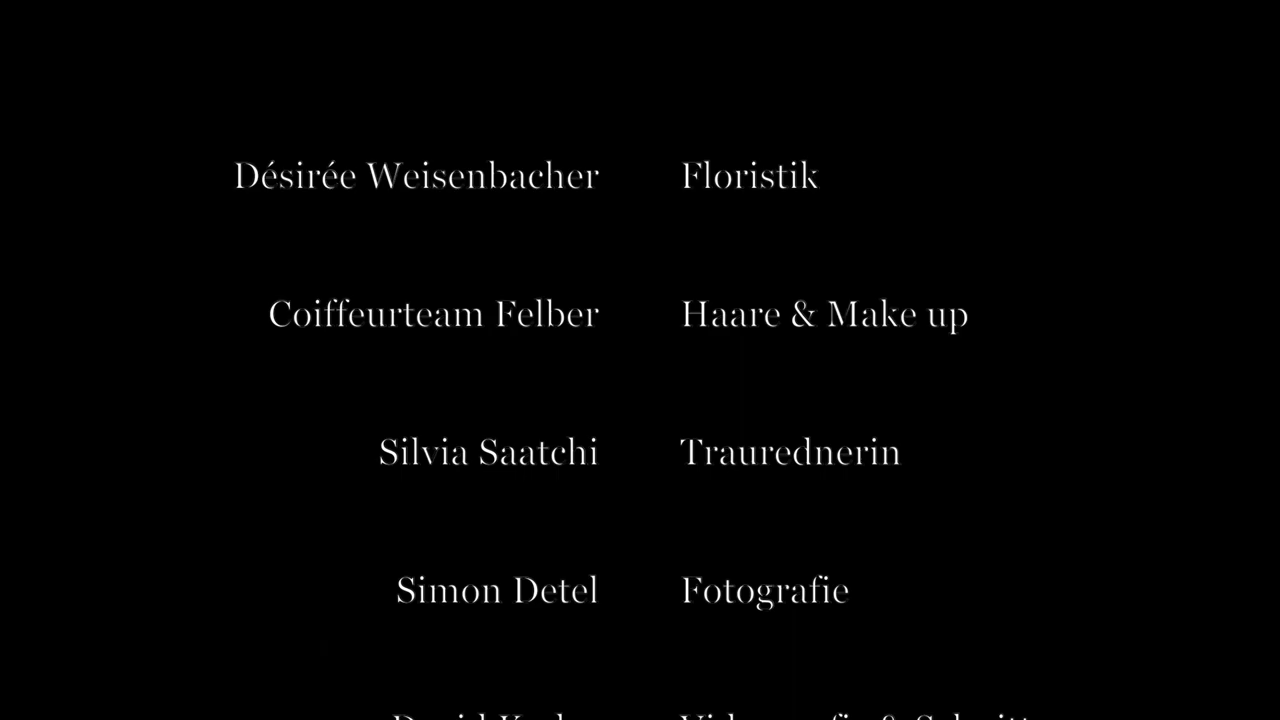 Désirée Weisenbacher Floristik
Coiffeurteam Felber Haare & Make up
Silvia Saatchi Traurednerin
Simon Detel Fotografie